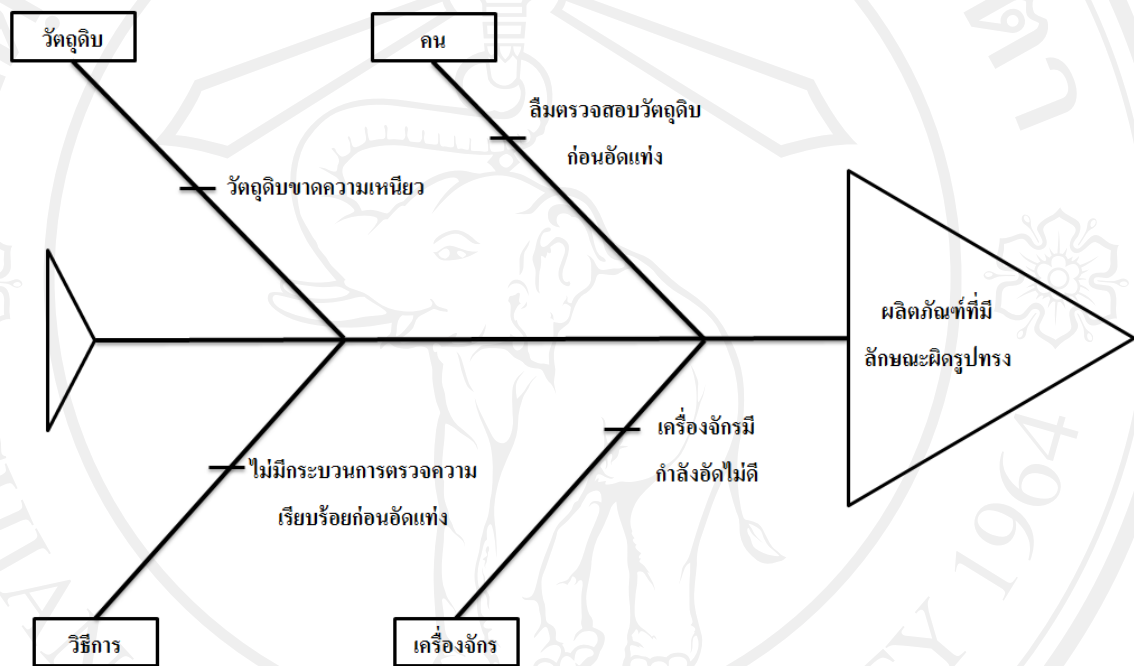 วัตถุดิบ
คน
ลืมตรวจสอบวัตถุดิบ
ก่อนอัดแท่ง
วัตถุดิบขาดความเหนียว
ผลิตภัณฑ์ที่มี
ลักษณะผิดรูปทรง
เครื่องจักรมี
กำลังอัดไม่ดี
ไม่มีกระบวนการตรวจความ
เรียบร้อยก่อนอัดแท่ง
วิธีการ
เครื่องจักร
1964